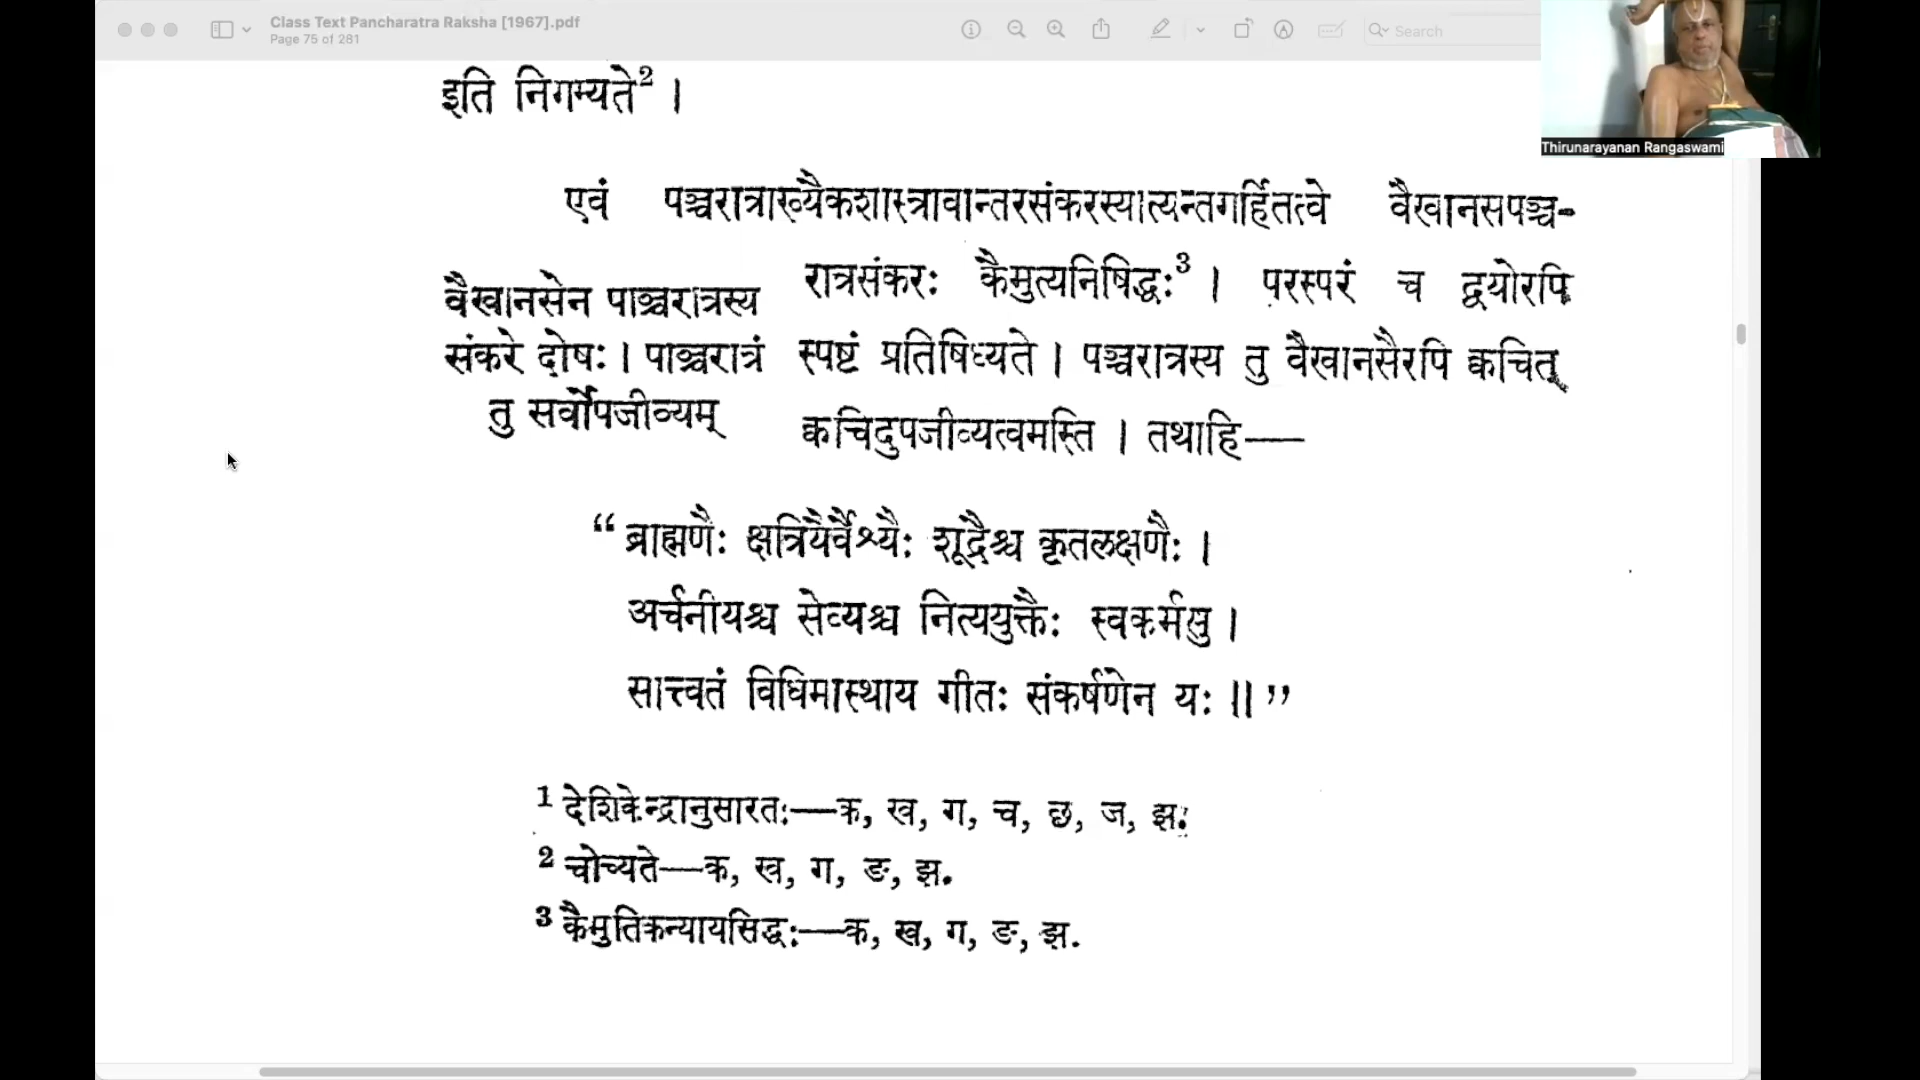 Class Text Pancharatra Raksha [1967].pdf
Page 75 of 281
Search
Thirunarayanan Rangaswami
इति निगम्यते² ।
एवं पञ्चरात्राख्यैकशास्त्रावान्तरसंकरस्यात्यन्तगर्हितत्वे वैखानसपञ्च-
रात्रसंकरः कैमुत्यनिषिद्धः³ । परस्परं च द्वयोरपि
स्पष्टं प्रतिषिध्यते । पञ्चरात्रस्य तु वैखानसैरपि क्वचित्
क्वचिदुपजीव्यत्वमस्ति । तथाहि—
वैखानसेन पाञ्चरात्रस्य
संकरे दोषः । पाञ्चरात्रं
तु सर्वोपजीव्यम्
“ ब्राह्मणैः क्षत्रियैर्वैश्यैः शूद्रैश्च कृतलक्षणैः ।
अर्चनीयश्च सेव्यश्च नित्ययुक्तैः स्वकर्मसु ।
सात्त्वतं विधिमास्थाय गीतः संकर्षणेन यः ॥ ”
¹ देशिकेन्द्रानुसारतः—क, ख, ग, च, छ, ज, झ.
² चोच्यते—क, ख, ग, ङ, झ.
³ कैमुतिकन्यायसिद्धः—क, ख, ग, ङ, झ.